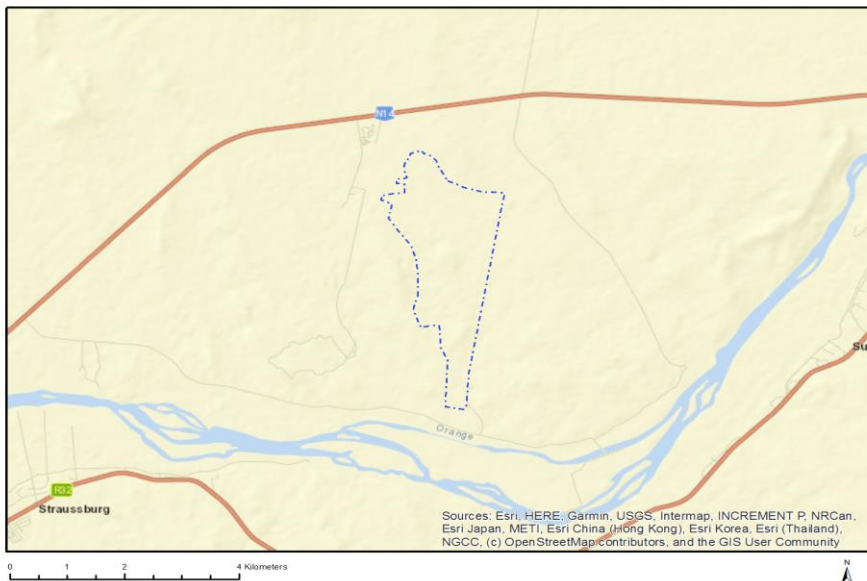 N14
Orange
Su
R32
Straussburg
Sources: Esri, HERE, Garmin, USGS, Intermap, INCREMENT P, NRCan,
Esri Japan, METI, Esri China (Hong Kong), Esri Korea, Esri (Thailand),
NGCC, (c) OpenStreetMap contributors, and the GIS User Community
0 1 2 4 Kilometers
N